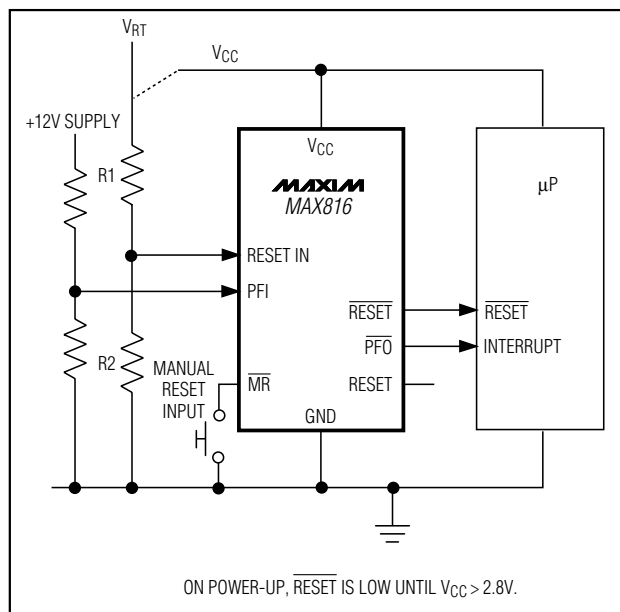 VRT
VCC
+12V SUPPLY
R1
VCC
MAXIM
MAX816
µP
RESET IN
PFI
RESET
RESET
PFO
INTERRUPT
R2
MANUAL
RESET
INPUT
MR
RESET
GND
ON POWER-UP, RESET IS LOW UNTIL VCC > 2.8V.